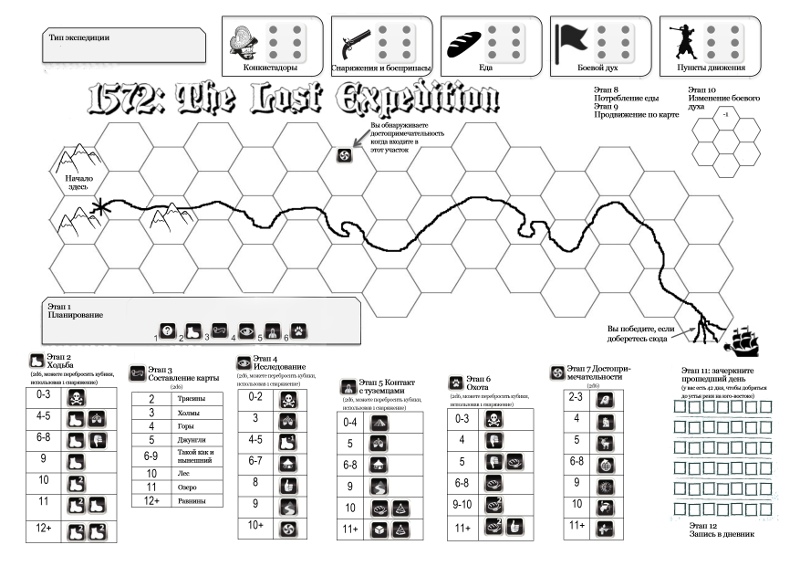 Тип экспедиции
Конкистадоры
Снаряжения и боеприпасы
Еда
Боевой дух
Пункты движения
1572: The Lost Expedition
Этап 8
Потребление еды
Этап 9
Продвижение по карте
Этап 10
Изменение боевого
духа
-1
Вы обнаруживаете
достопримечательность
когда входите в
этот участок
Начало
здесь
Этап 1
Планирование
1 2 3 4 5 6
Вы победите, если
доберетесь сюда
Этап 2
Ходьба
(2d6, можете перебросить кубики,
использовав 1 снаряжение)
0-3
4-5
6-8
9
10
11
12+
Этап 3
Составление карты
(2d6)
2 Трясины
3 Холмы
4 Горы
5 Джунгли
6-9 Такой как и
нынешний
10 Лес
11 Озеро
12+ Равнины
Этап 4
Исследование
(2d6, можете перебросить кубики,
использовав 1 снаряжение)
0-2
3
4-5
6-7
8
9
10+
Этап 5 Контакт
с туземцами
(2d6, можете перебросить кубики,
использовав 1 снаряжение)
0-4
5
6-8
9
10
11+
Этап 6
Охота
(2d6, можете перебросить кубики,
использовав 1 снаряжение)
0-3
4
5
6-8
9-10
11+
Этап 7 Достопри-
мечательности
(2d6)
2-3
4
5
6-8
9
10
11+
Этап 11: зачеркните
прошедший день
(у вас есть 42 дня, чтобы добраться
до устья реки на юго-востоке)
Этап 12
Запись в дневник